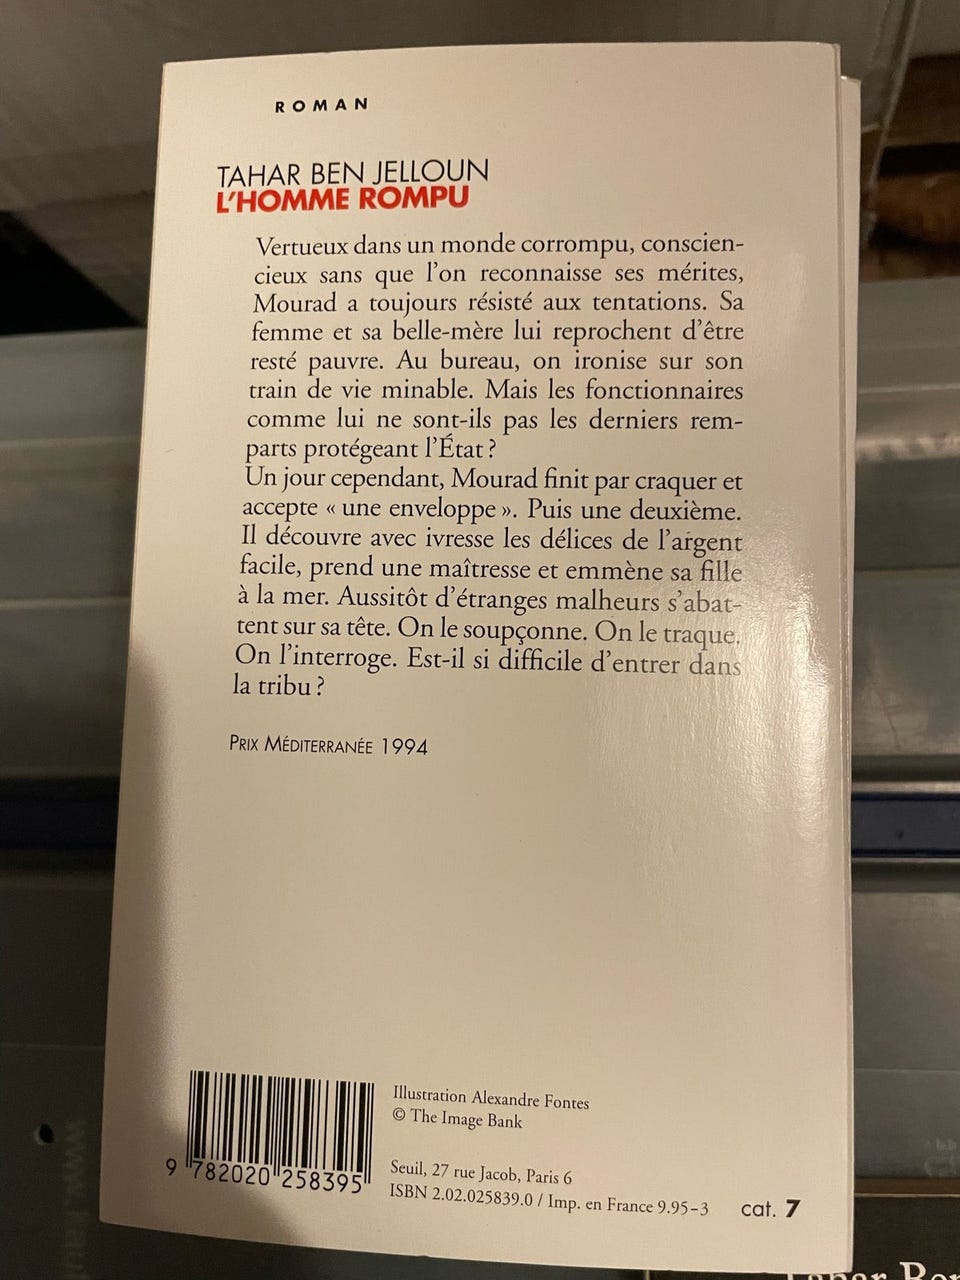 ROMAN
TAHAR BEN JELLOUN
L'HOMME ROMPU
Vertueux dans un monde corrompu, conscien-
cieux sans que l'on reconnaisse ses mérites,
Mourad a toujours résisté aux tentations. Sa
femme et sa belle-mère lui reprochent d'être
resté pauvre. Au bureau, on ironise sur son
train de vie minable. Mais les fonctionnaires
comme lui ne sont-ils pas les derniers rem-
parts protégeant l'État ?
Un jour cependant, Mourad finit par craquer et
accepte « une enveloppe ». Puis une deuxième.
Il découvre avec ivresse les délices de l'argent
facile, prend une maîtresse et emmène sa fille
à la mer. Aussitôt d'étranges malheurs s'abat-
tent sur sa tête. On le soupçonne. On le traque.
On l'interroge. Est-il si difficile d'entrer dans
la tribu ?
PRIX MÉDITERRANÉE 1994
Illustration Alexandre Fontes
© The Image Bank
Seuil, 27 rue Jacob, Paris 6
ISBN 2.02.025839.0 / Imp. en France 9.95-3
cat. 7
9 782020 258395
www.